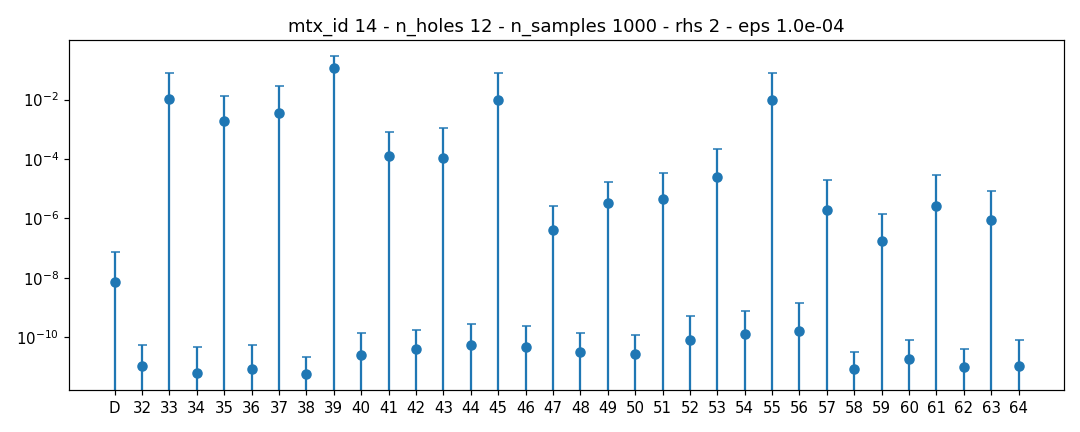 mtx_id 14 - n_holes 12 - n_samples 1000 - rhs 2 - eps 1.0e-04
10⁻²
10⁻⁴
10⁻⁶
10⁻⁸
10⁻¹⁰
D 32 33 34 35 36 37 38 39 40 41 42 43 44 45 46 47 48 49 50 51 52 53 54 55 56 57 58 59 60 61 62 63 64